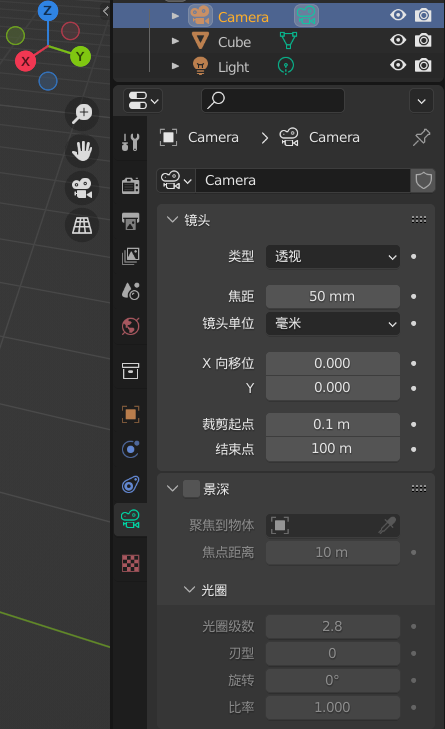 Z
Y
X
Camera
Cube
Light
Camera > Camera
Camera
镜头
类型 透视
焦距 50 mm
镜头单位 毫米
X 向移位 0.000
Y 0.000
裁剪起点 0.1 m
结束点 100 m
景深
聚焦到物体
焦点距离 10 m
光圈
光圈级数 2.8
刃型 0
旋转 0°
比率 1.000